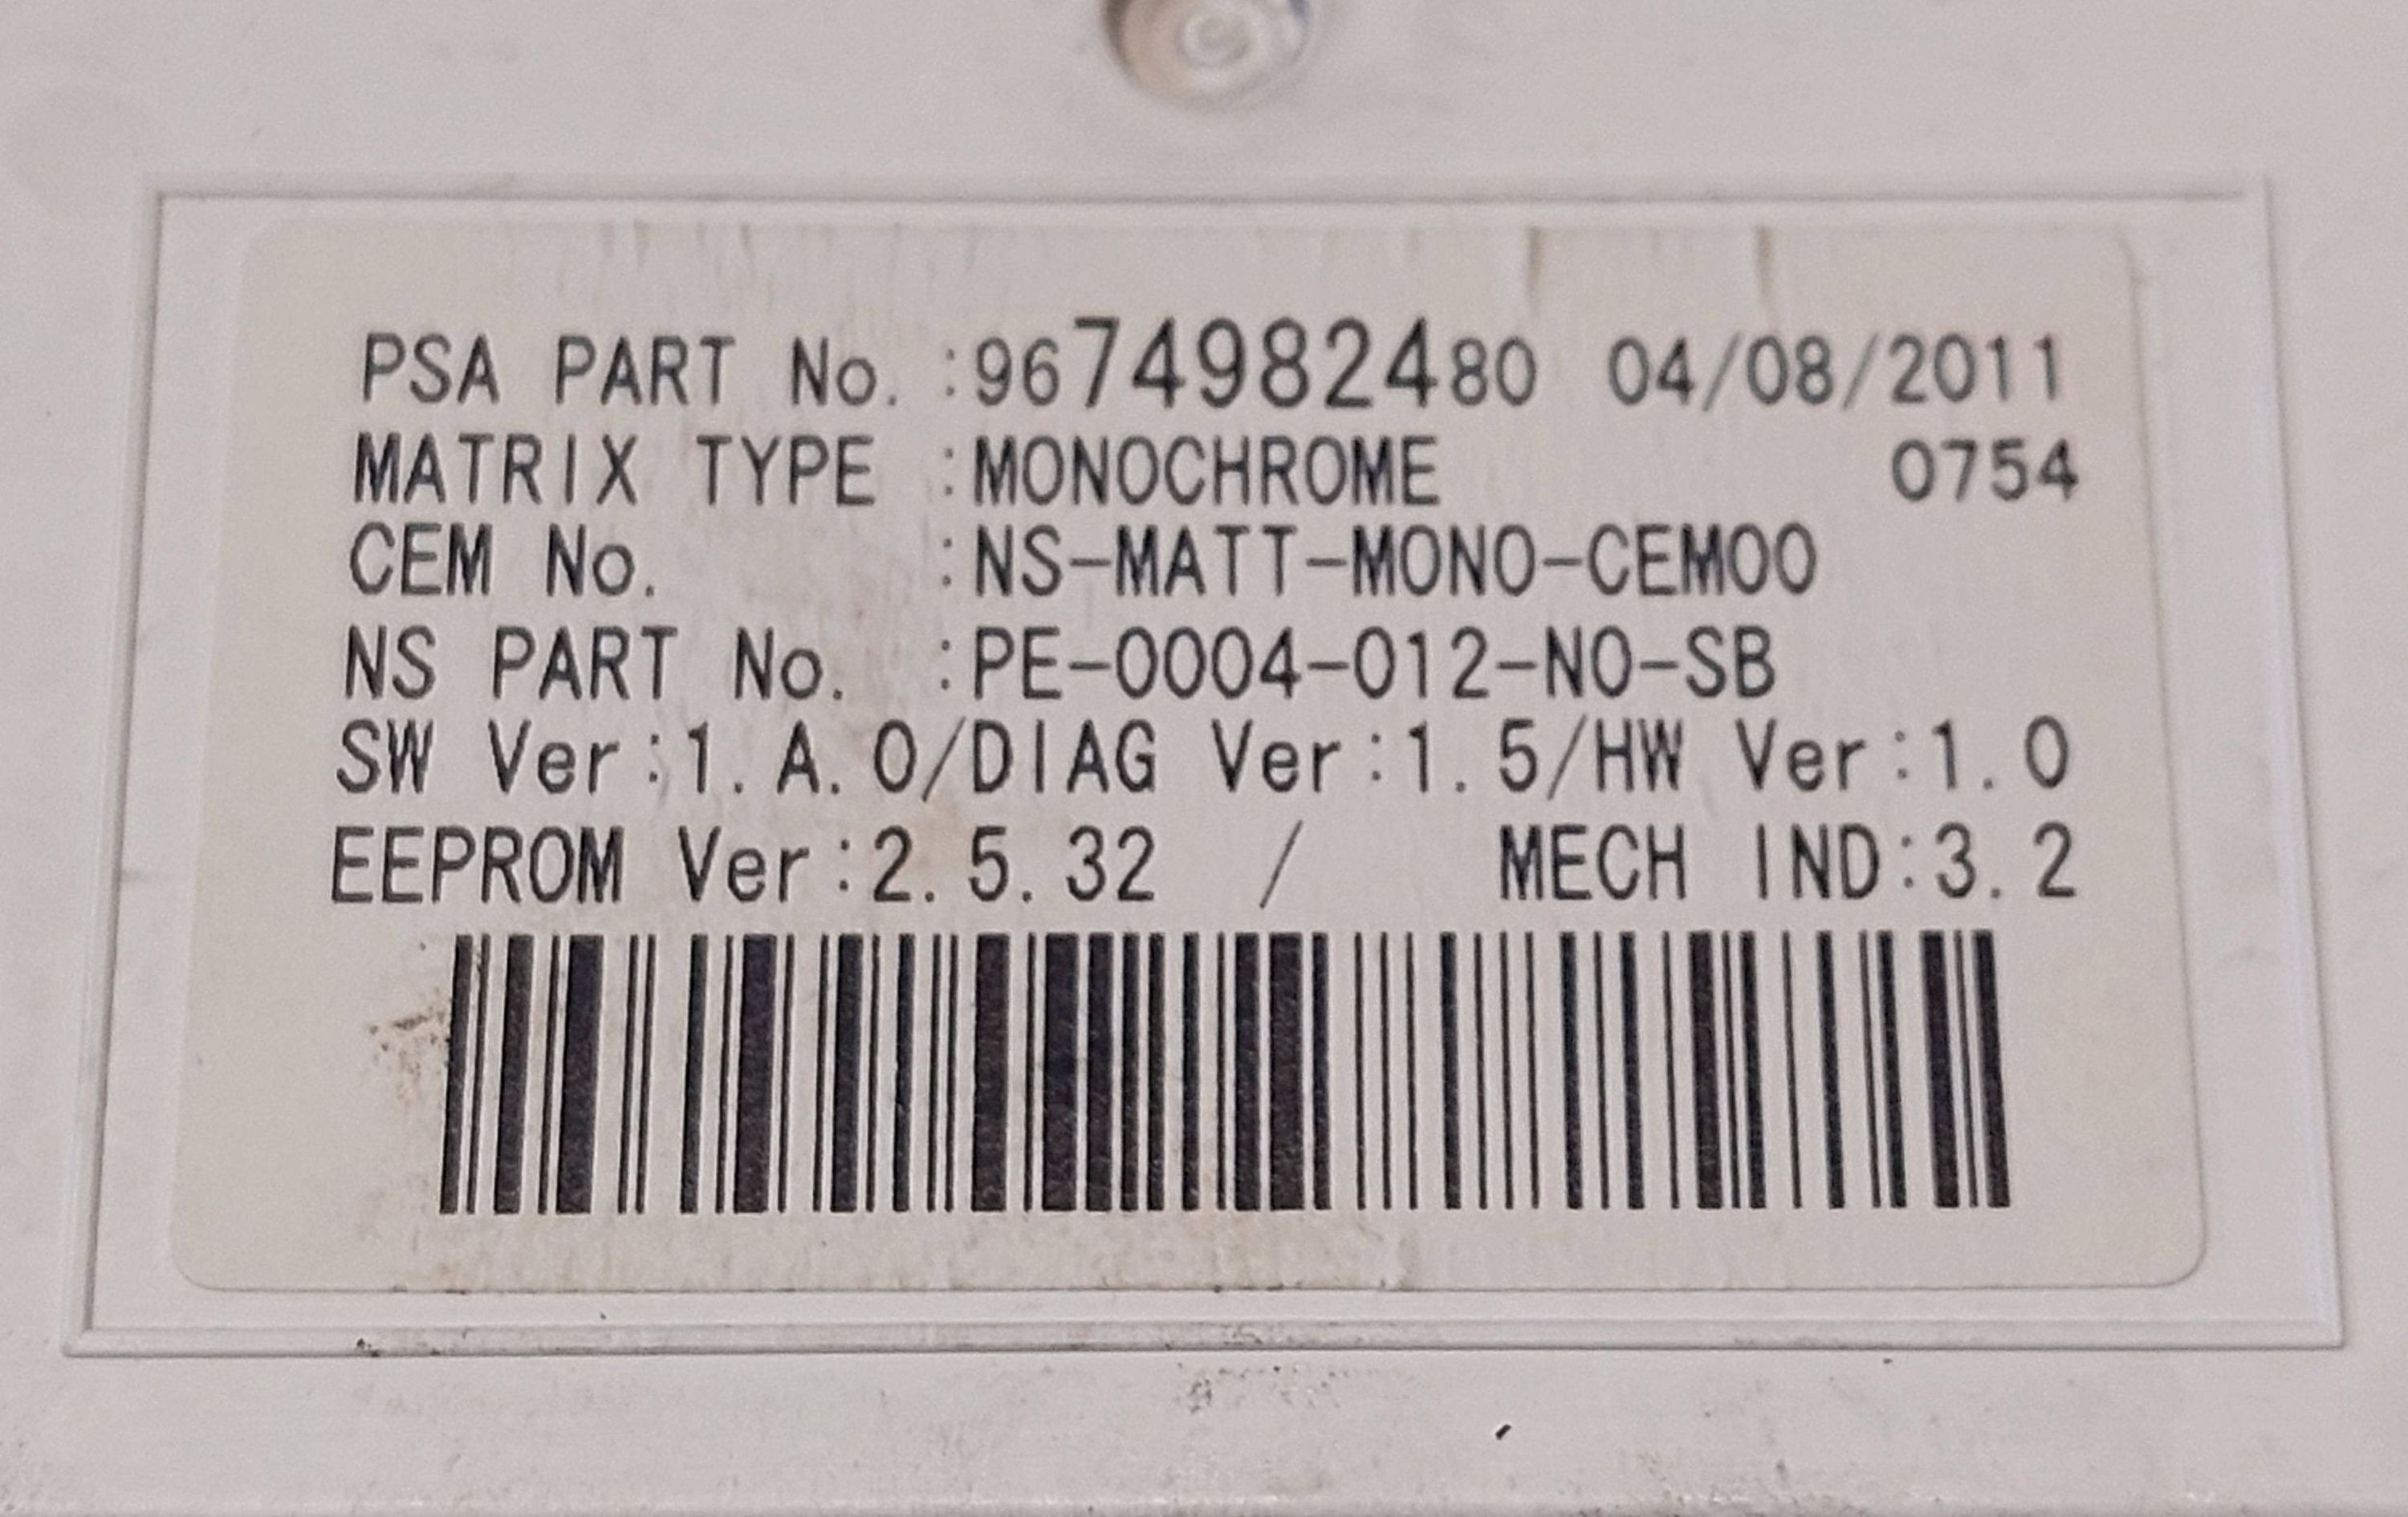 PSA PART No. :9674982480 04/08/2011
MATRIX TYPE :MONOCHROME 0754
CEM No. :NS-MATT-MONO-CEM00
NS PART No. :PE-0004-012-N0-SB
SW Ver:1.A.0/DIAG Ver:1.5/HW Ver:1.0
EEPROM Ver:2.5.32 / MECH IND:3.2